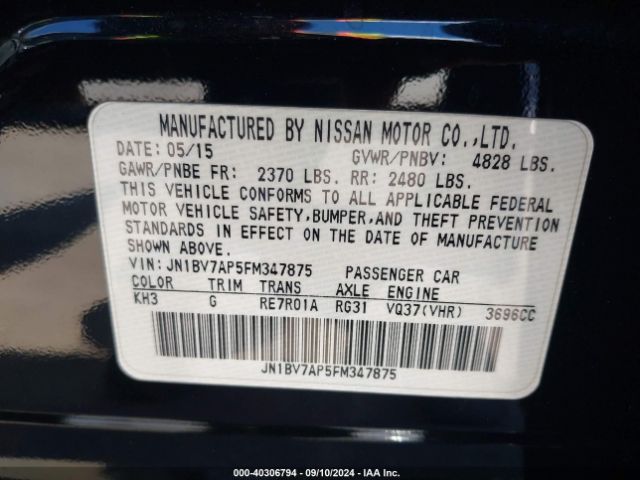 MANUFACTURED BY NISSAN MOTOR CO.,LTD.
DATE: 05/15 GVWR/PNBV: 4828 LBS.
GAWR/PNBE FR: 2370 LBS. RR: 2480 LBS.
THIS VEHICLE CONFORMS TO ALL APPLICABLE FEDERAL
MOTOR VEHICLE SAFETY,BUMPER,AND THEFT PREVENTION
STANDARDS IN EFFECT ON THE DATE OF MANUFACTURE
SHOWN ABOVE.
VIN: JN1BV7AP5FM347875 PASSENGER CAR
COLOR TRIM TRANS AXLE ENGINE
KH3 G RE7R01A RG31 VQ37(VHR) 3696CC
JN1BV7AP5FM347875
000-40306794 - 09/10/2024 - IAA Inc.